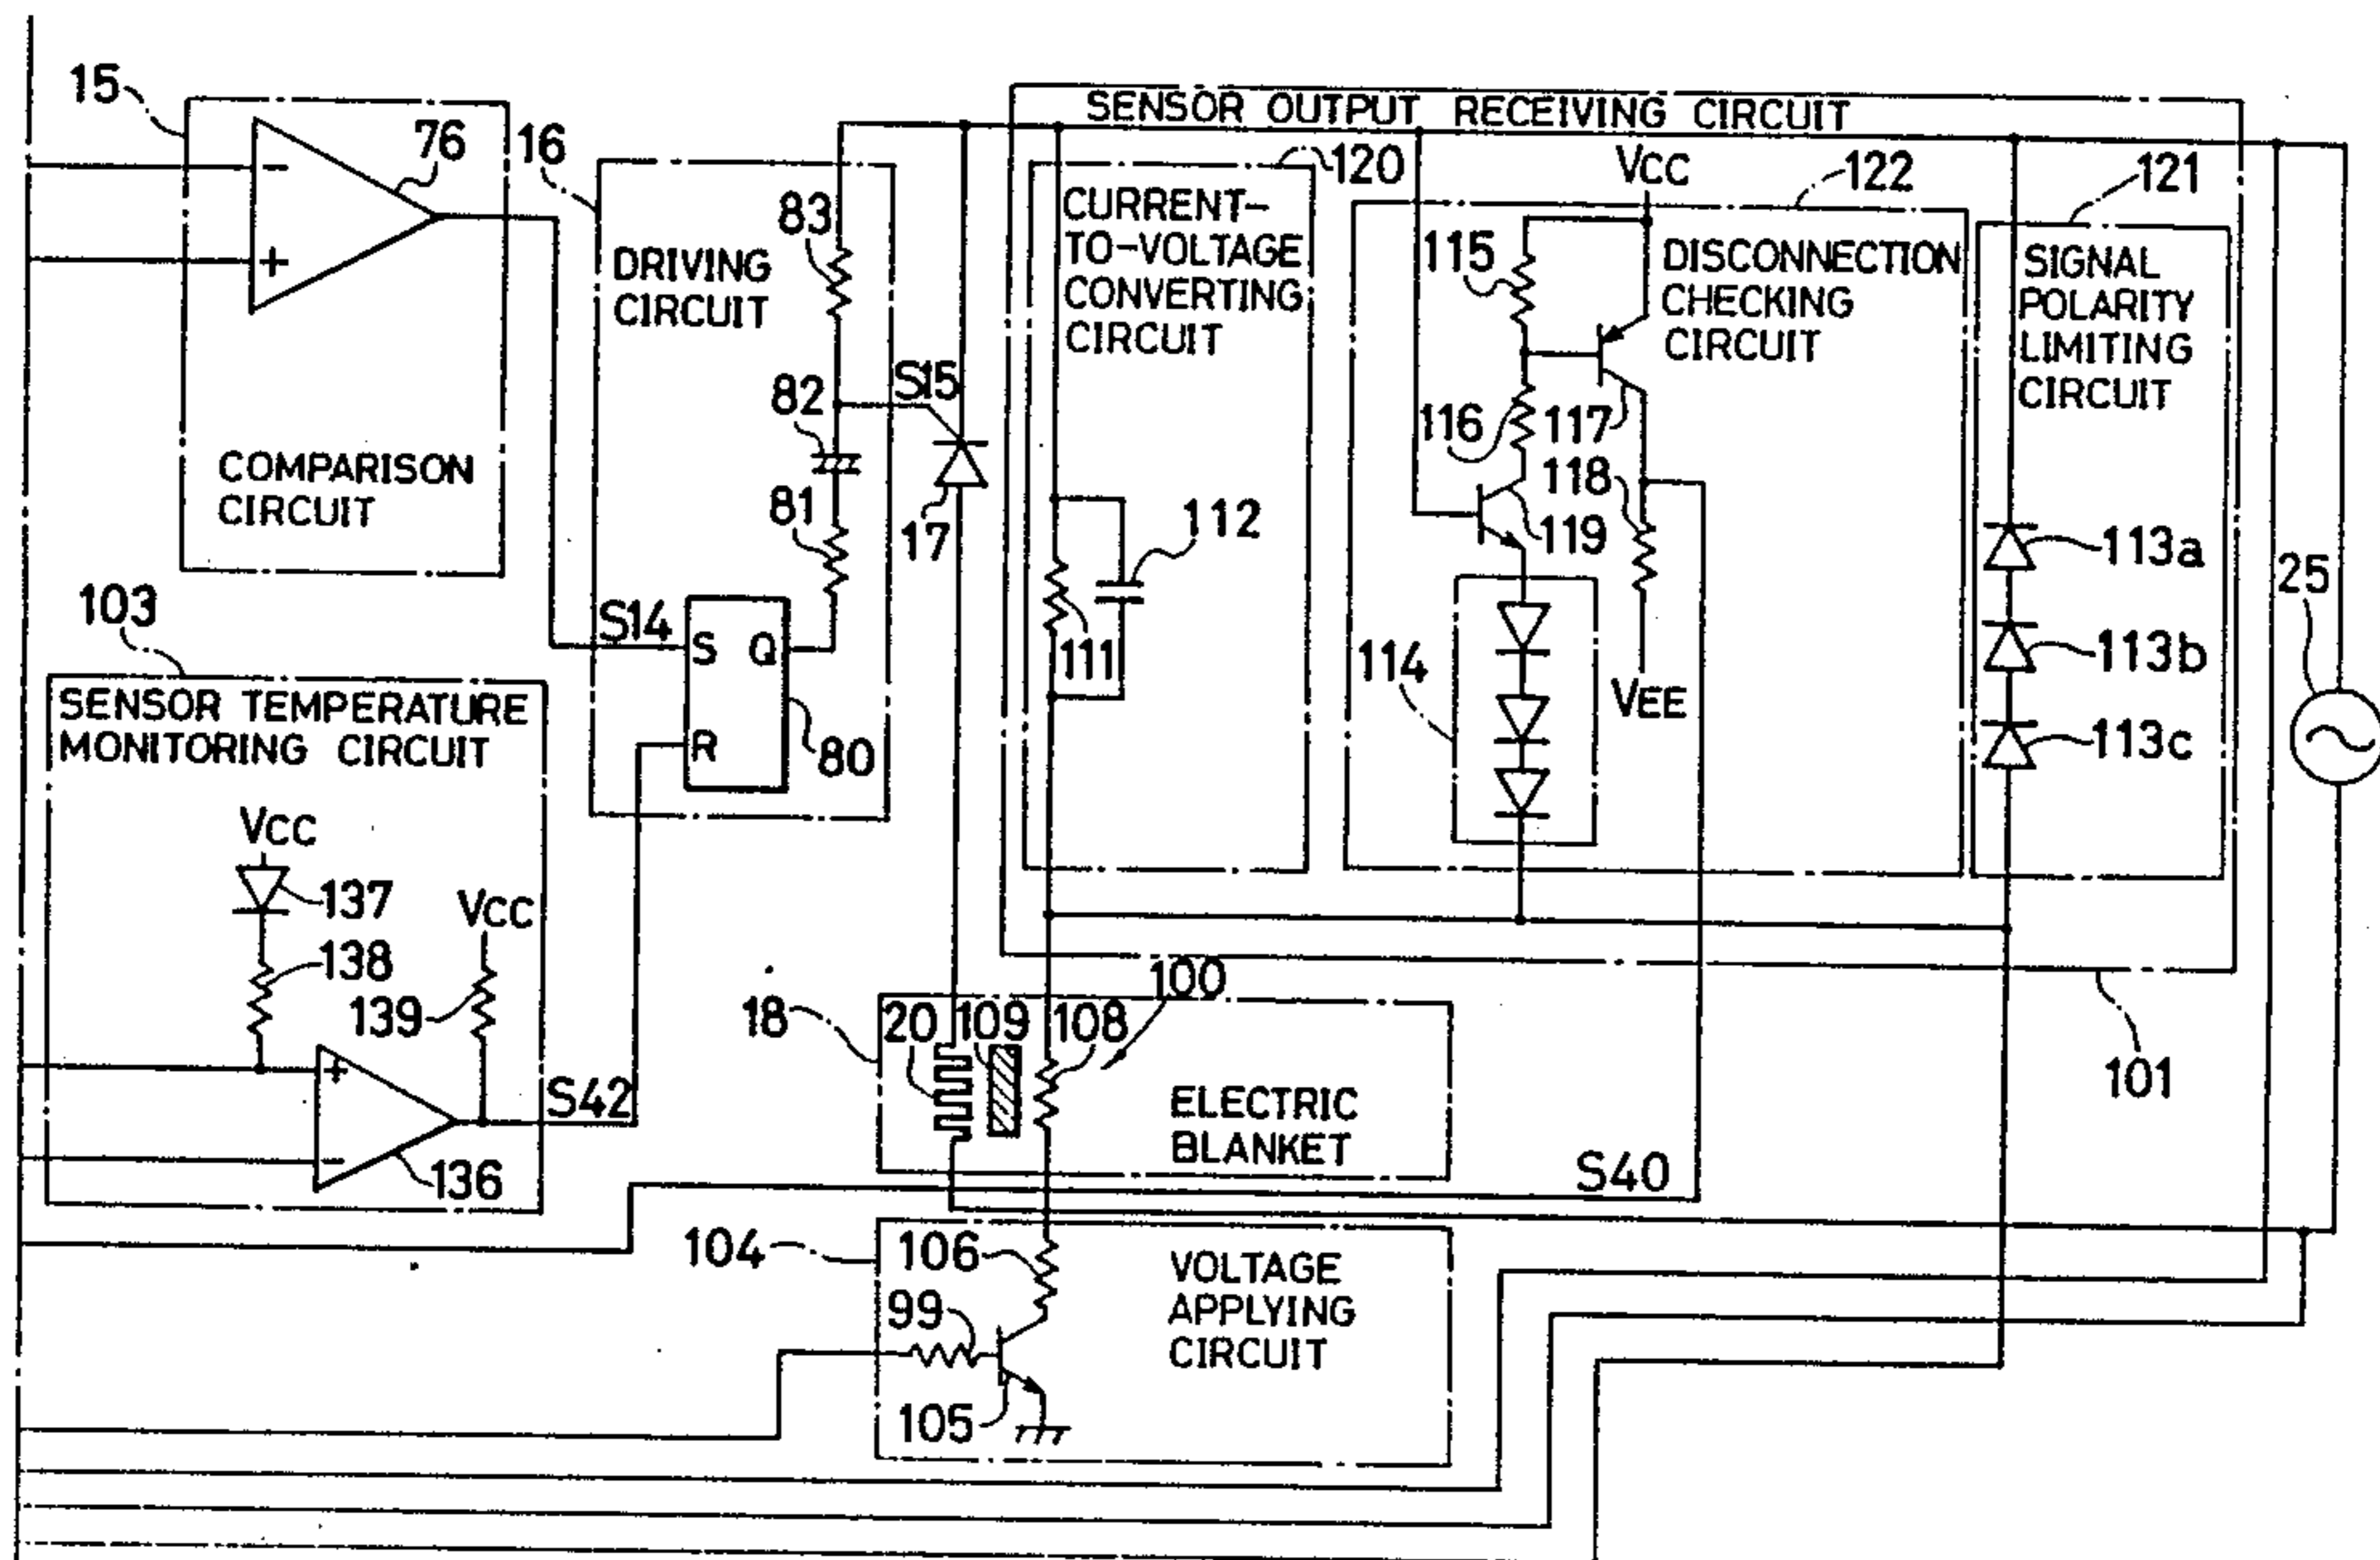 15
76
COMPARISON
CIRCUIT
16
DRIVING
CIRCUIT
83
82
S15
81
17
S14
S
Q
R
80
103
SENSOR TEMPERATURE
MONITORING CIRCUIT
VCC
137
138
VCC
139
S42
136
SENSOR OUTPUT RECEIVING CIRCUIT
120
CURRENT-
TO-VOLTAGE
CONVERTING
CIRCUIT
112
111
VCC
122
115
DISCONNECTION
CHECKING
CIRCUIT
116
117
118
119
114
VEE
121
SIGNAL
POLARITY
LIMITING
CIRCUIT
113a
113b
113c
25
101
18
20
109
108
100
ELECTRIC
BLANKET
S40
104
106
VOLTAGE
APPLYING
CIRCUIT
99
105